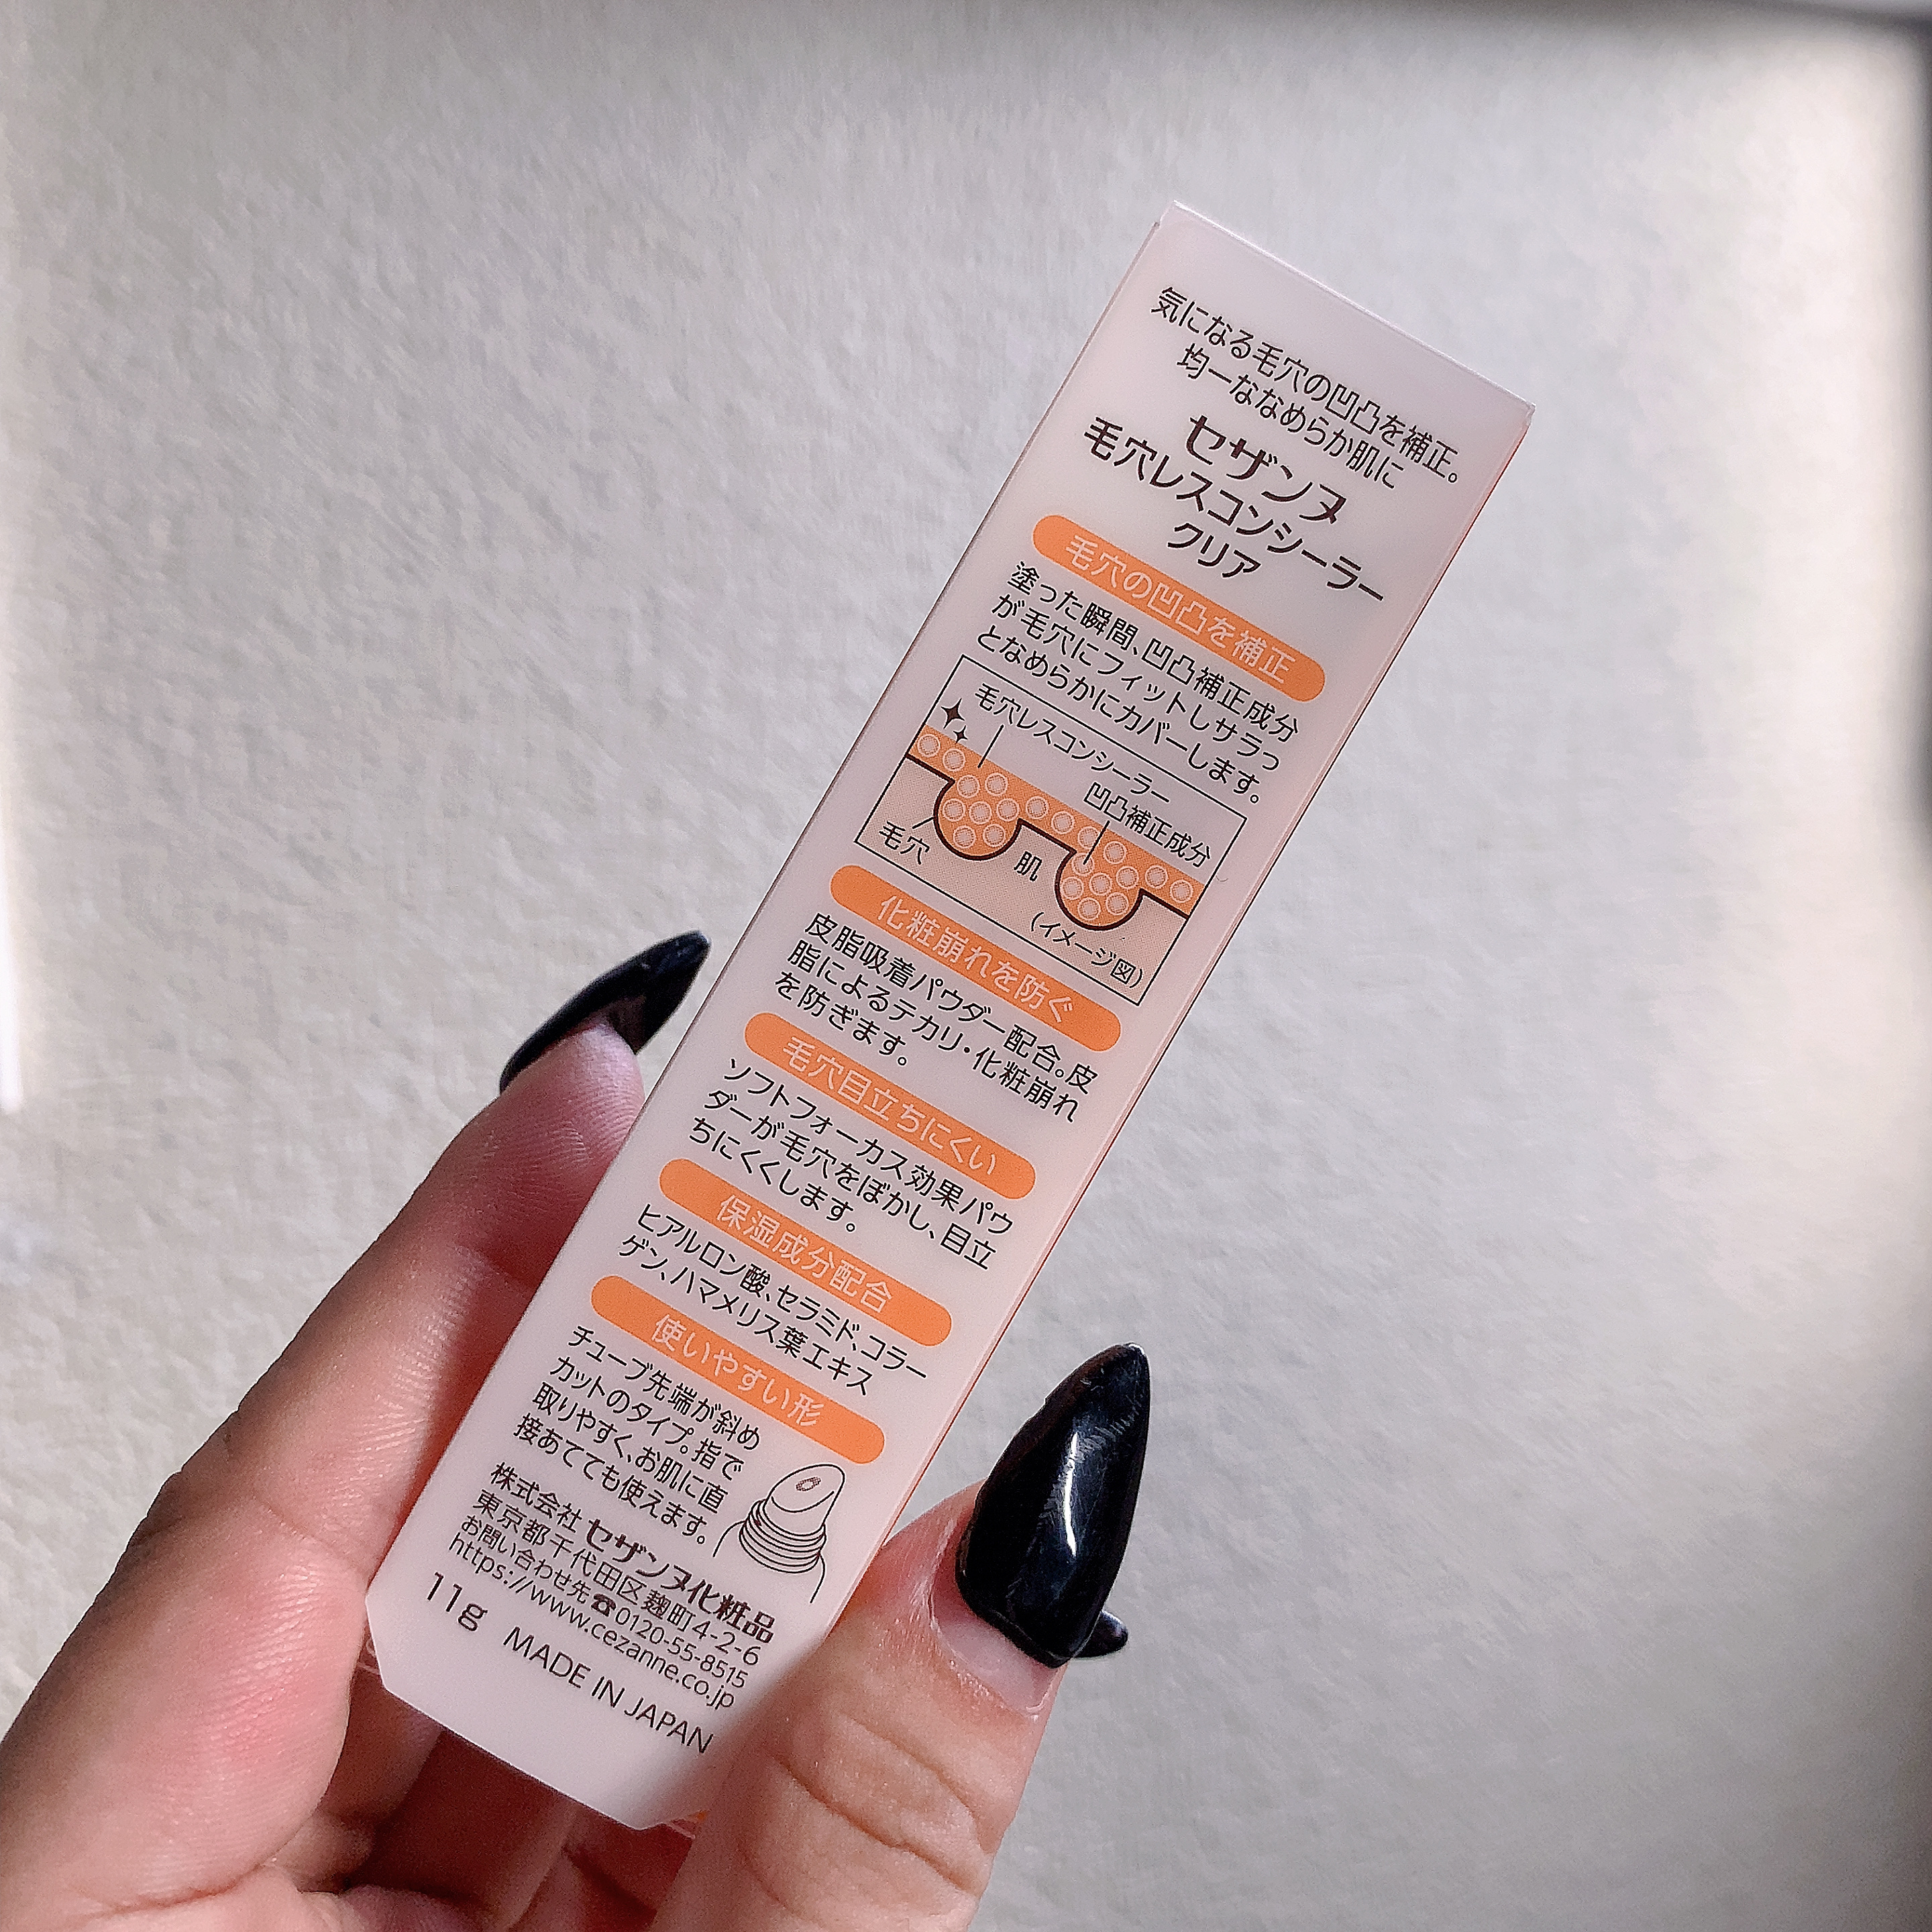 気になる毛穴の凹凸を補正。
均一ななめらか肌に
セザンヌ
毛穴レスコンシーラー
クリア
毛穴の凹凸を補正
塗った瞬間、凹凸補正成分
が毛穴にフィットしサラっ
となめらかにカバーします。
毛穴レスコンシーラー
凹凸補正成分
毛穴
肌
(イメージ図)
化粧崩れを防ぐ
皮脂吸着パウダー配合。皮
脂によるテカリ・化粧崩れ
を防ぎます。
毛穴目立ちにくい
ソフトフォーカス効果パウ
ダーが毛穴をぼかし、目立
ちにくくします。
保湿成分配合
ヒアルロン酸、セラミド、コラー
ゲン、ハマメリス葉エキス
使いやすい形
チューブ先端が斜め
カットのタイプ。指で
取りやすく、お肌に直
接あてても使えます。
株式会社 セザンヌ化粧品
東京都千代田区麹町4-2-6
お問い合わせ先☎0120-55-8515
https://www.cezanne.co.jp
11g MADE IN JAPAN